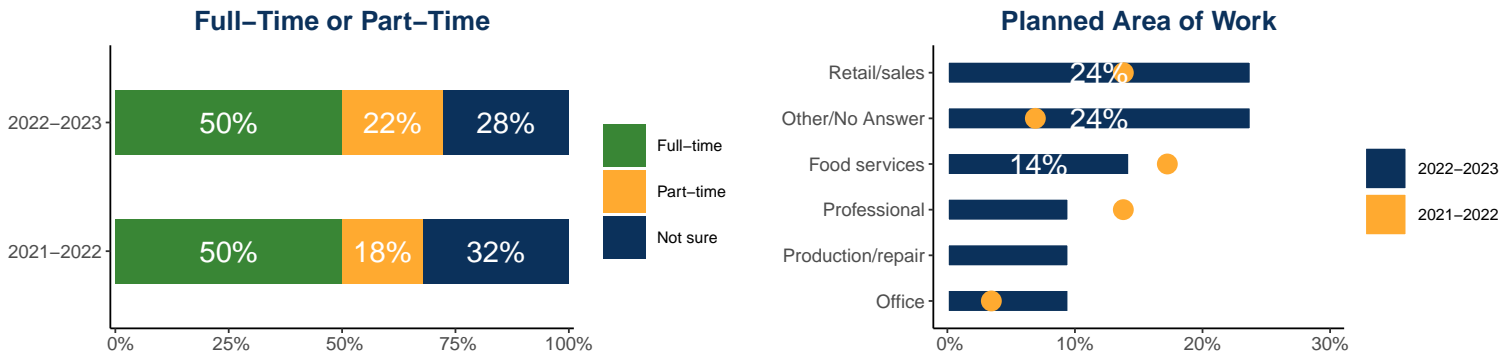 Full−Time or Part−Time
2022−2023
50% 22% 28%
2021−2022
50% 18% 32%
0% 25% 50% 75% 100%
Full−time
Part−time
Not sure
Planned Area of Work
Retail/sales 24%
Other/No Answer 24%
Food services 14%
Professional
Production/repair
Office
0% 10% 20% 30%
2022−2023
2021−2022